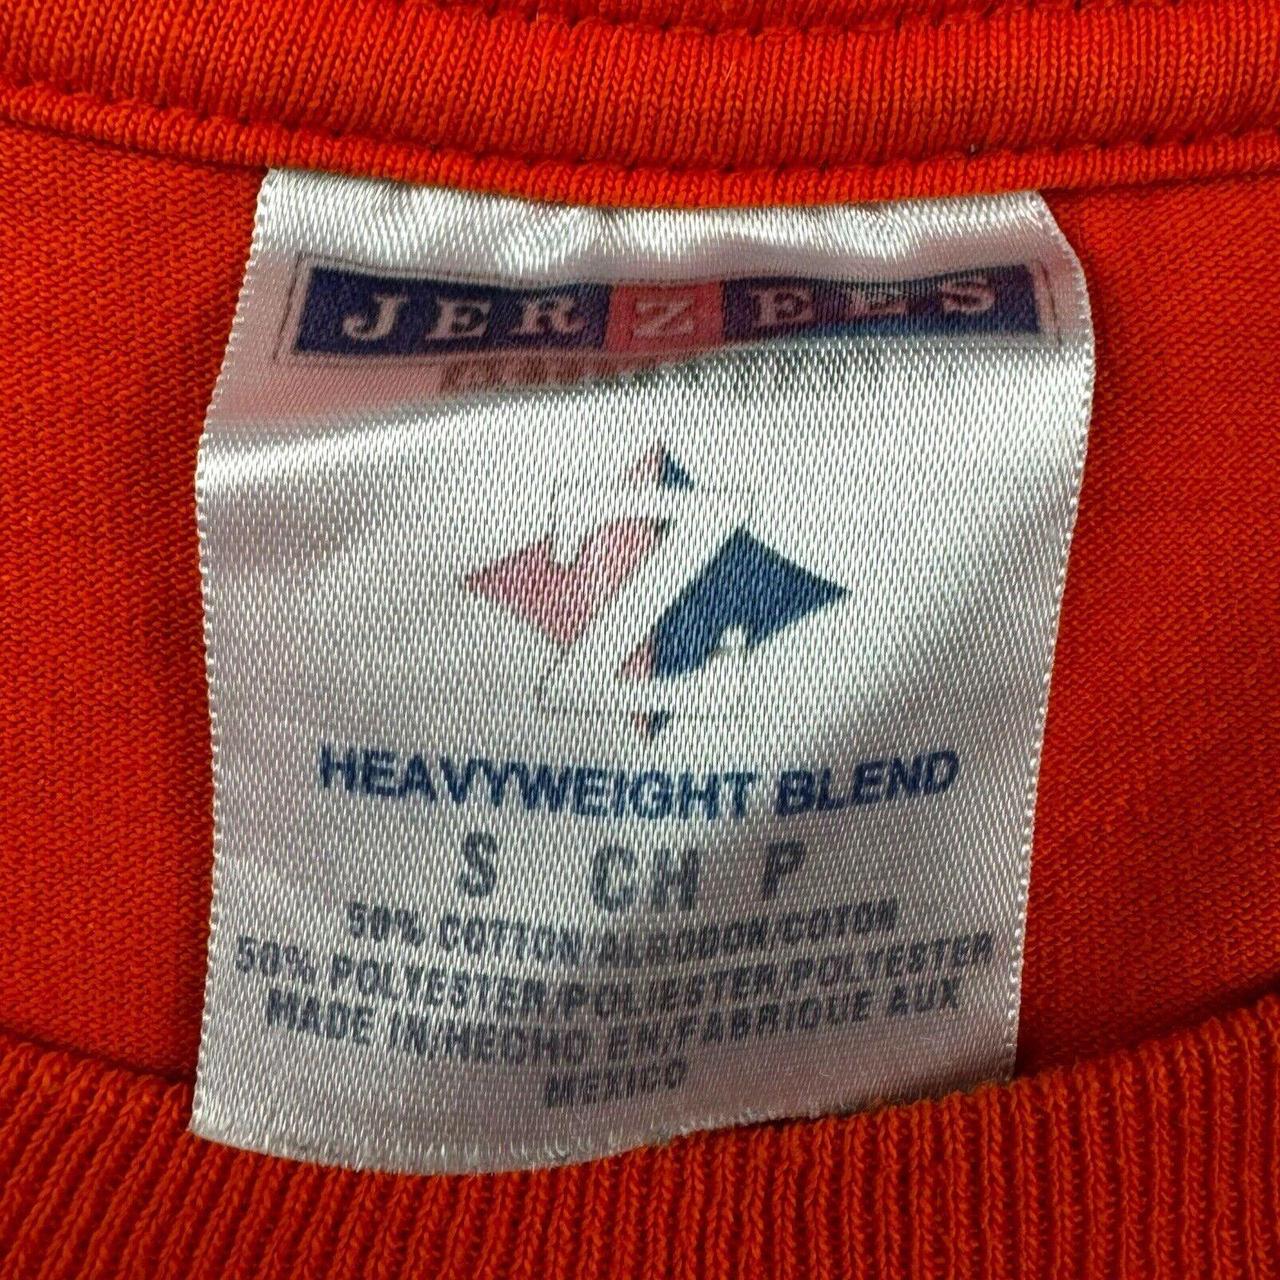 JERZEES
HEAVYWEIGHT BLEND
S CH P
50% COTTON/ALGODON/COTON
50% POLYESTER/POLIESTER/POLYESTER
MADE IN/HECHO EN/FABRIQUE AUX
MEXICO